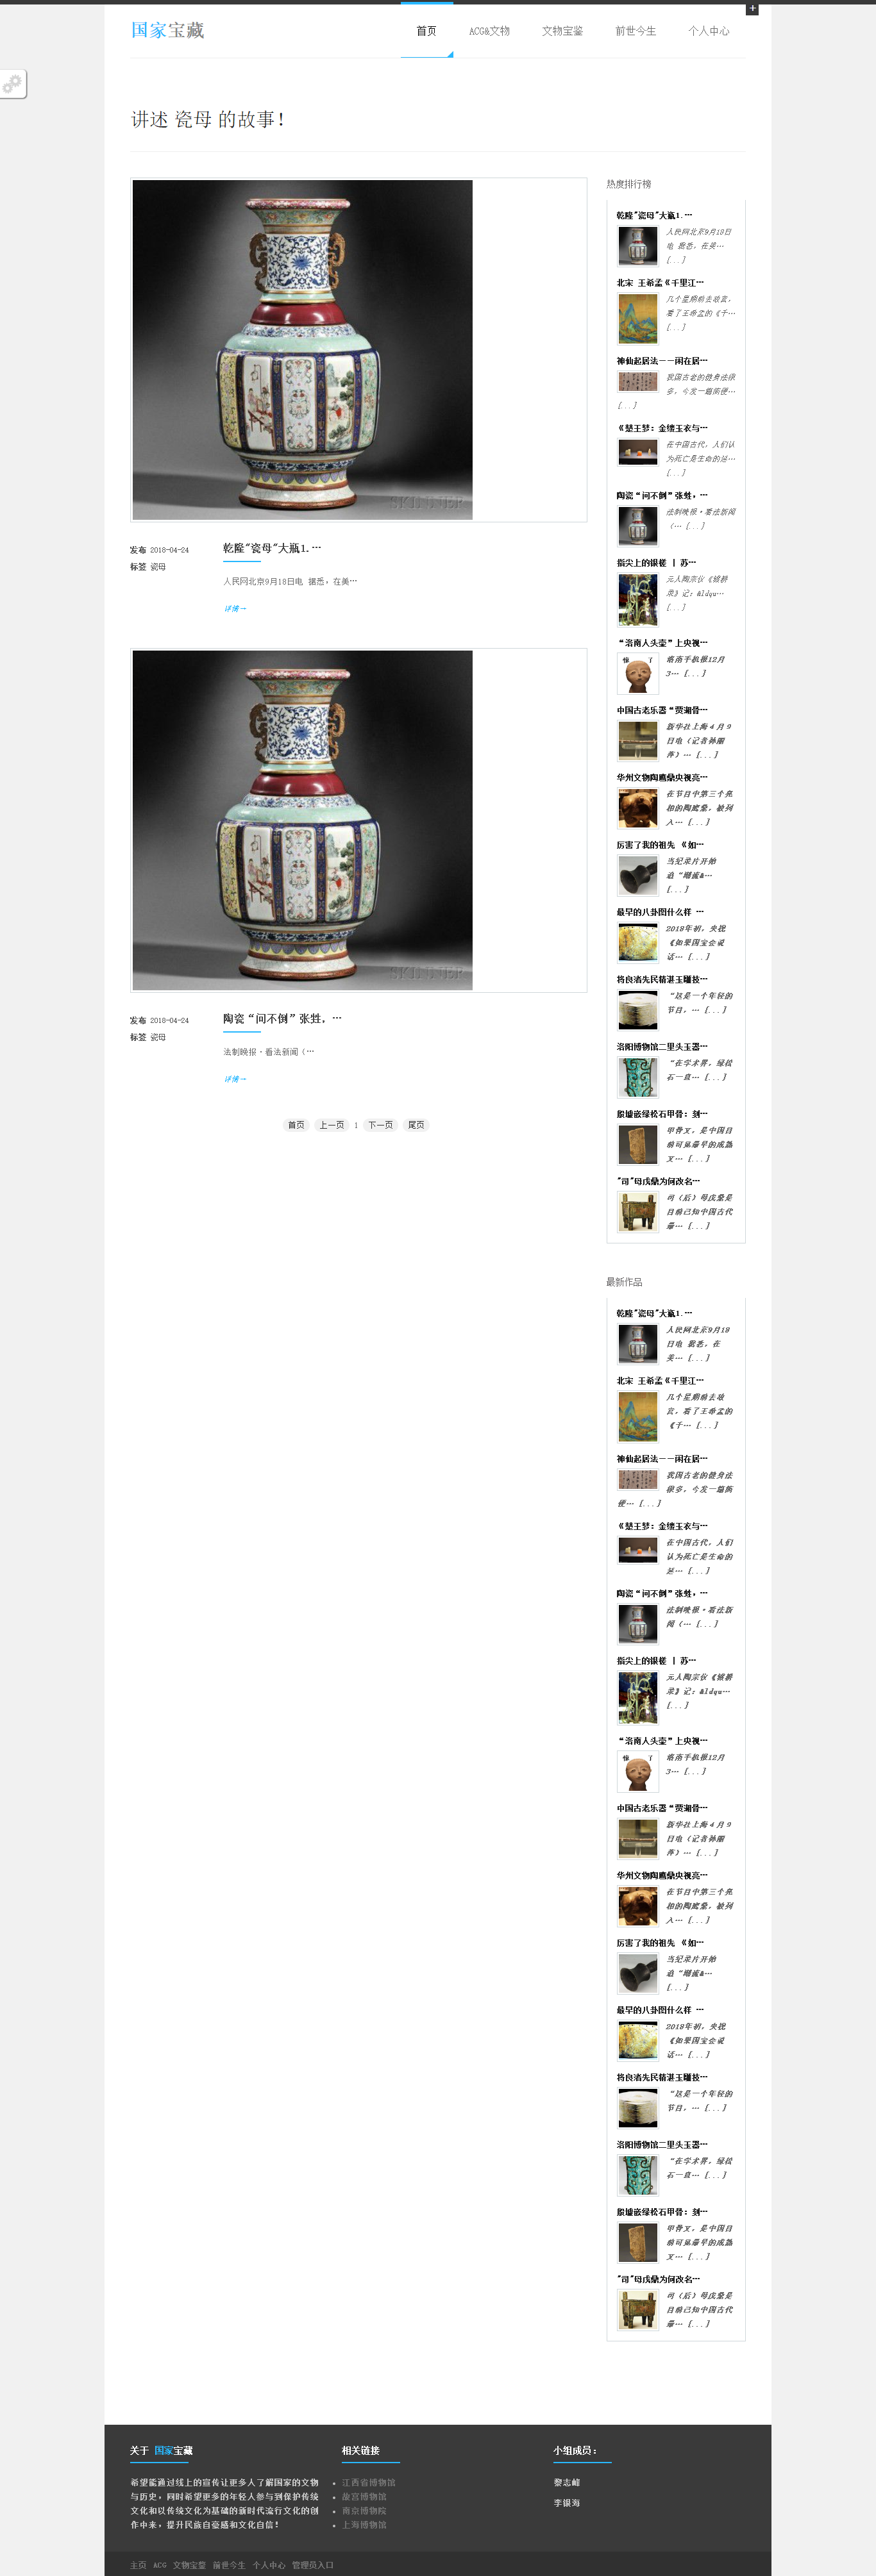 +
国家宝藏
首页 ACG&文物 文物宝鉴 前世今生 个人中心
讲述 瓷母 的故事!
SKINNER
发布 2018-04-24
标签 瓷母
乾隆"瓷母"大瓶1.…
人民网北京9月18日电 据悉，在美…
详情→
SKINNER
发布 2018-04-24
标签 瓷母
陶瓷“问不倒”张甡，…
法制晚报·看法新闻（…
详情→
首页 上一页 1 下一页 尾页
热度排行榜
乾隆"瓷母"大瓶1.…
人民网北京9月18日
电 据悉，在美…
[...]
北宋 王希孟《千里江…
几个星期前去故宫，
看了王希孟的《千…
[...]
神仙起居法——闲在居…
我国古老的健身法很
多，今发一篇简便…
[...]
《楚王梦：金缕玉衣与…
在中国古代，人们认
为死亡是生命的延…
[...]
陶瓷“问不倒”张甡，…
法制晚报·看法新闻
（… [...]
指尖上的银槎 | 苏…
元人陶宗仪《辍耕
录》记：&ldqu…
[...]
“洛南人头壶”上央视…
洛南手机报12月
3… [...]
中国古老乐器“贾湖骨…
新华社上海４月９
日电（记者孙丽
萍）… [...]
华州文物陶鹰鼎央视亮…
在节目中第三个亮
相的陶鹰鼎，被列
入… [...]
厉害了我的祖先 《如…
当纪录片开始
追“潮流&…
[...]
最早的八卦图什么样 …
2018年初，央视
《如果国宝会说
话… [...]
将良渚先民精湛玉雕技…
“这是一个年轻的
节日，… [...]
洛阳博物馆二里头玉器…
“在学术界，绿松
石一直… [...]
殷墟嵌绿松石甲骨：刻…
甲骨文，是中国目
前可见最早的成熟
文… [...]
"司"母戊鼎为何改名…
司（后）母戊鼎是
目前已知中国古代
最… [...]
最新作品
乾隆"瓷母"大瓶1.…
人民网北京9月18
日电 据悉，在
美… [...]
北宋 王希孟《千里江…
几个星期前去故
宫，看了王希孟的
《千… [...]
神仙起居法——闲在居…
我国古老的健身法
很多，今发一篇简
便… [...]
《楚王梦：金缕玉衣与…
在中国古代，人们
认为死亡是生命的
延… [...]
陶瓷“问不倒”张甡，…
法制晚报·看法新
闻（… [...]
指尖上的银槎 | 苏…
元人陶宗仪《辍耕
录》记：&ldqu…
[...]
“洛南人头壶”上央视…
洛南手机报12月
3… [...]
中国古老乐器“贾湖骨…
新华社上海４月９
日电（记者孙丽
萍）… [...]
华州文物陶鹰鼎央视亮…
在节目中第三个亮
相的陶鹰鼎，被列
入… [...]
厉害了我的祖先 《如…
当纪录片开始
追“潮流&…
[...]
最早的八卦图什么样 …
2018年初，央视
《如果国宝会说
话… [...]
将良渚先民精湛玉雕技…
“这是一个年轻的
节日，… [...]
洛阳博物馆二里头玉器…
“在学术界，绿松
石一直… [...]
殷墟嵌绿松石甲骨：刻…
甲骨文，是中国目
前可见最早的成熟
文… [...]
"司"母戊鼎为何改名…
司（后）母戊鼎是
目前已知中国古代
最… [...]
关于 国家宝藏
希望能通过线上的宣传让更多人了解国家的文物
与历史，同时希望更多的年轻人参与到保护传统
文化和以传统文化为基础的新时代流行文化的创
作中来，提升民族自豪感和文化自信！
相关链接
江西省博物馆
故宫博物馆
南京博物院
上海博物馆
小组成员：
黎志峰
李银海
主页 ACG 文物宝鉴 前世今生 个人中心 管理员入口